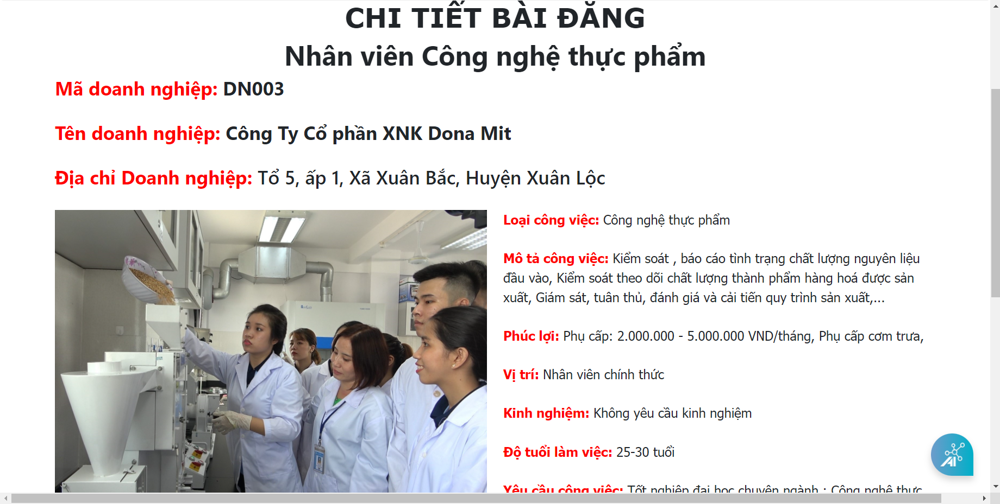 CHI TIẾT BÀI ĐĂNG
Nhân viên Công nghệ thực phẩm
Mã doanh nghiệp: DN003
Tên doanh nghiệp: Công Ty Cổ phần XNK Dona Mit
Địa chỉ Doanh nghiệp: Tổ 5, ấp 1, Xã Xuân Bắc, Huyện Xuân Lộc
Loại công việc: Công nghệ thực phẩm
Mô tả công việc: Kiểm soát , báo cáo tình trạng chất lượng nguyên liệu
đầu vào, Kiểm soát theo dõi chất lượng thành phẩm hàng hoá được sản
xuất, Giám sát, tuân thủ, đánh giá và cải tiến quy trình sản xuất,...
Phúc lợi: Phụ cấp: 2.000.000 - 5.000.000 VND/tháng, Phụ cấp cơm trưa,
Vị trí: Nhân viên chính thức
Kinh nghiệm: Không yêu cầu kinh nghiệm
Độ tuổi làm việc: 25-30 tuổi
AI
Yêu cầu công việc: Tốt nghiệp đại học chuyên ngành : Công nghệ thực